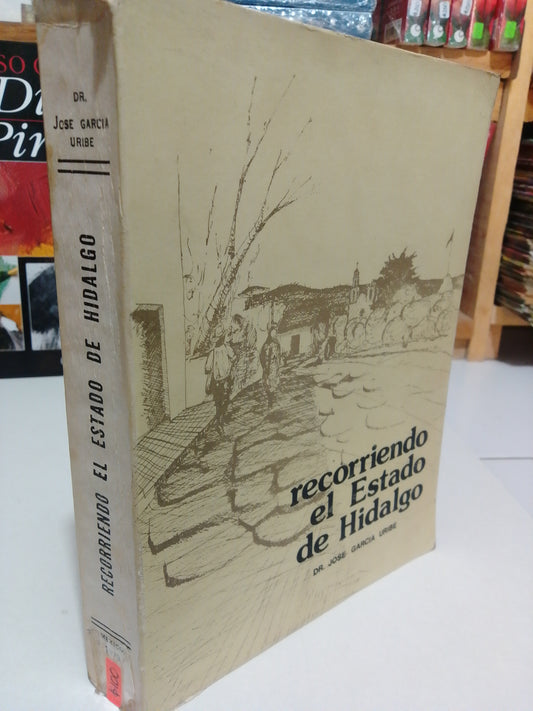 DR.
JOSE GARCIA
URIBE
RECORRIENDO EL ESTADO DE HIDALGO
recorriendo
el Estado
de Hidalgo
DR. JOSE GARCIA URIBE